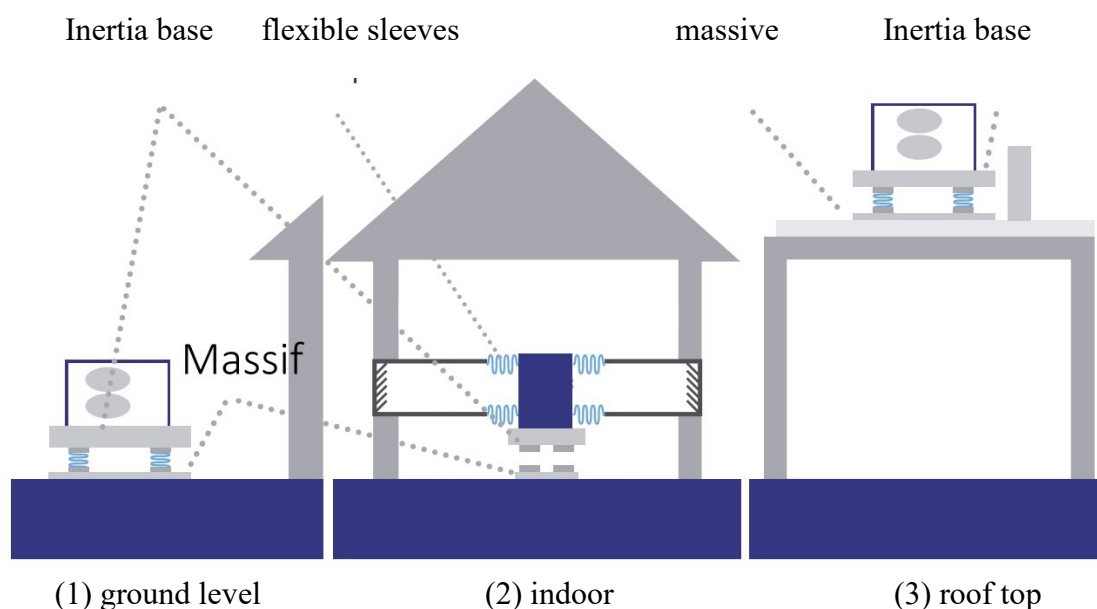 Inertia base flexible sleeves massive Inertia base
Massif
(1) ground level (2) indoor (3) roof top